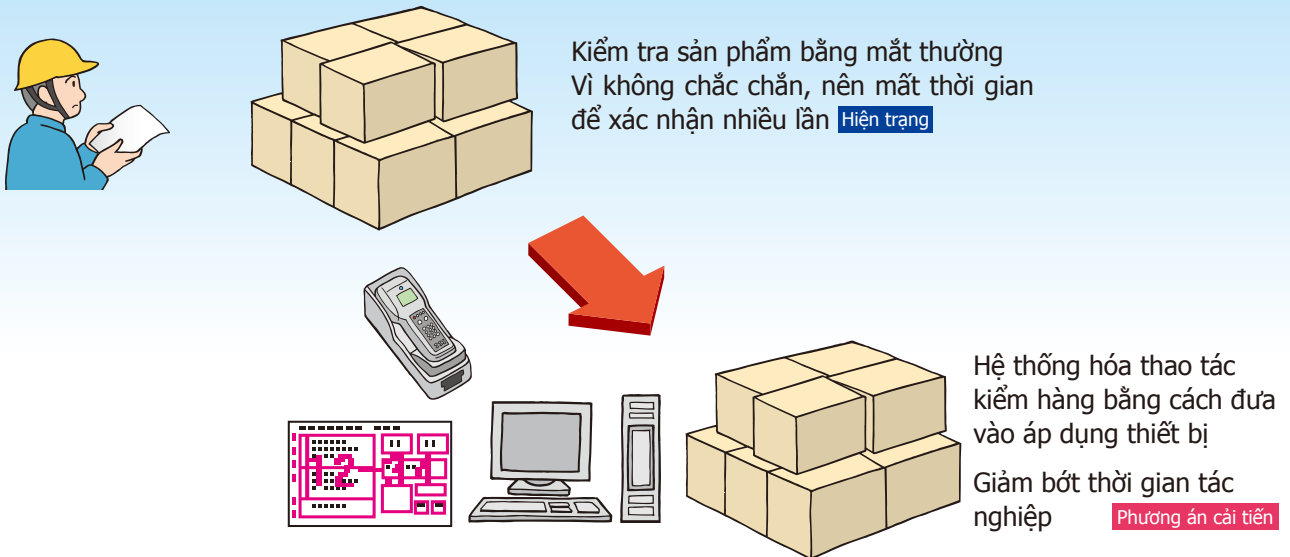 Kiểm tra sản phẩm bằng mắt thường
Vì không chắc chắn, nên mất thời gian
để xác nhận nhiều lần Hiện trạng
12-34
Hệ thống hóa thao tác
kiểm hàng bằng cách đưa
vào áp dụng thiết bị
Giảm bớt thời gian tác
nghiệp Phương án cải tiến